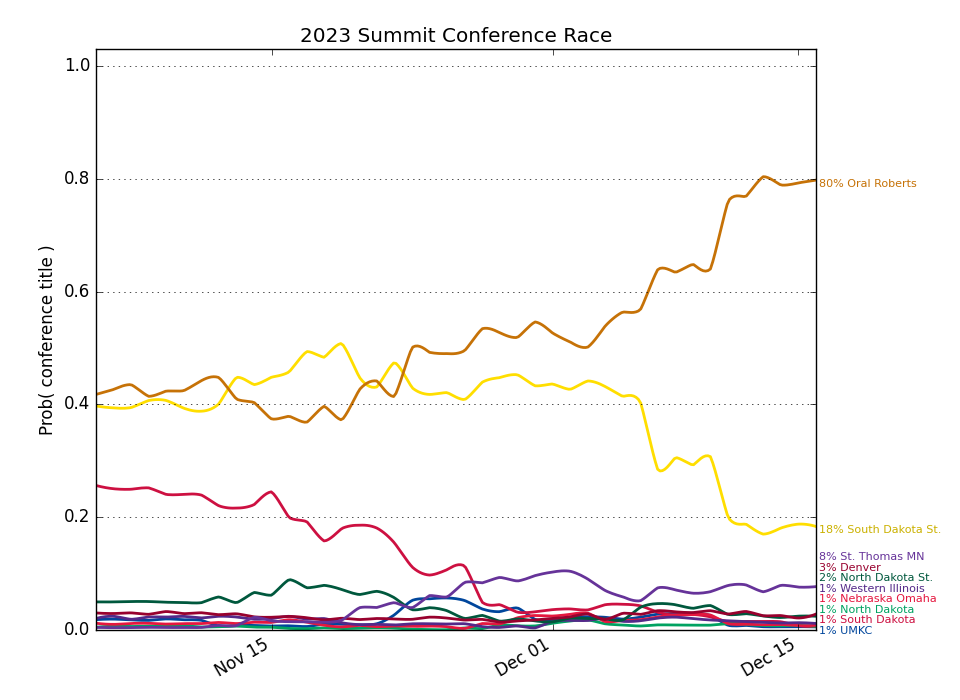 2023 Summit Conference Race
Prob( conference title )
1.0
0.8
0.6
0.4
0.2
0.0
Nov 15
Dec 01
Dec 15
80% Oral Roberts
18% South Dakota St.
8% St. Thomas MN
3% Denver
2% North Dakota St.
1% Western Illinois
1% Nebraska Omaha
1% North Dakota
1% South Dakota
1% UMKC